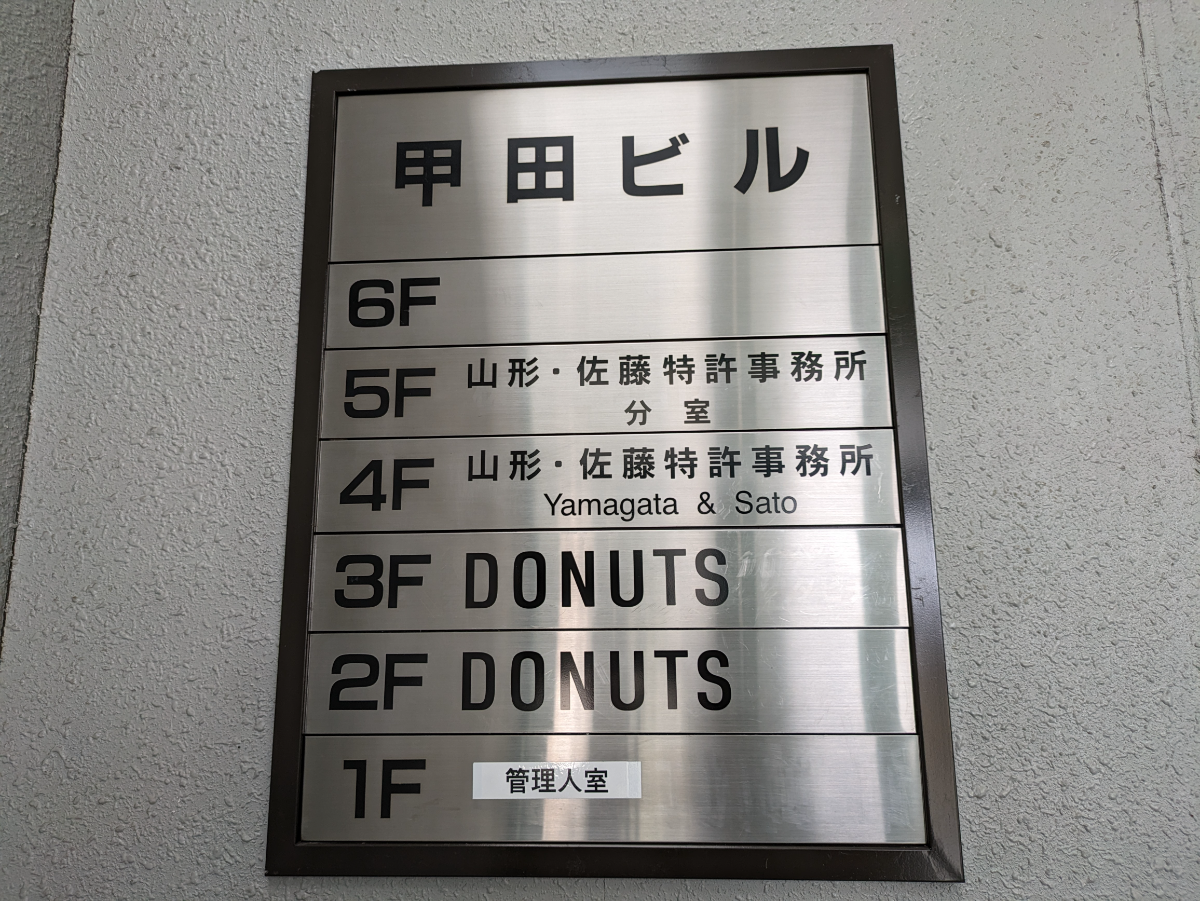 甲田ビル
6F
5F 山形・佐藤特許事務所
分室
4F 山形・佐藤特許事務所
Yamagata & Sato
3F DONUTS
2F DONUTS
1F 管理人室